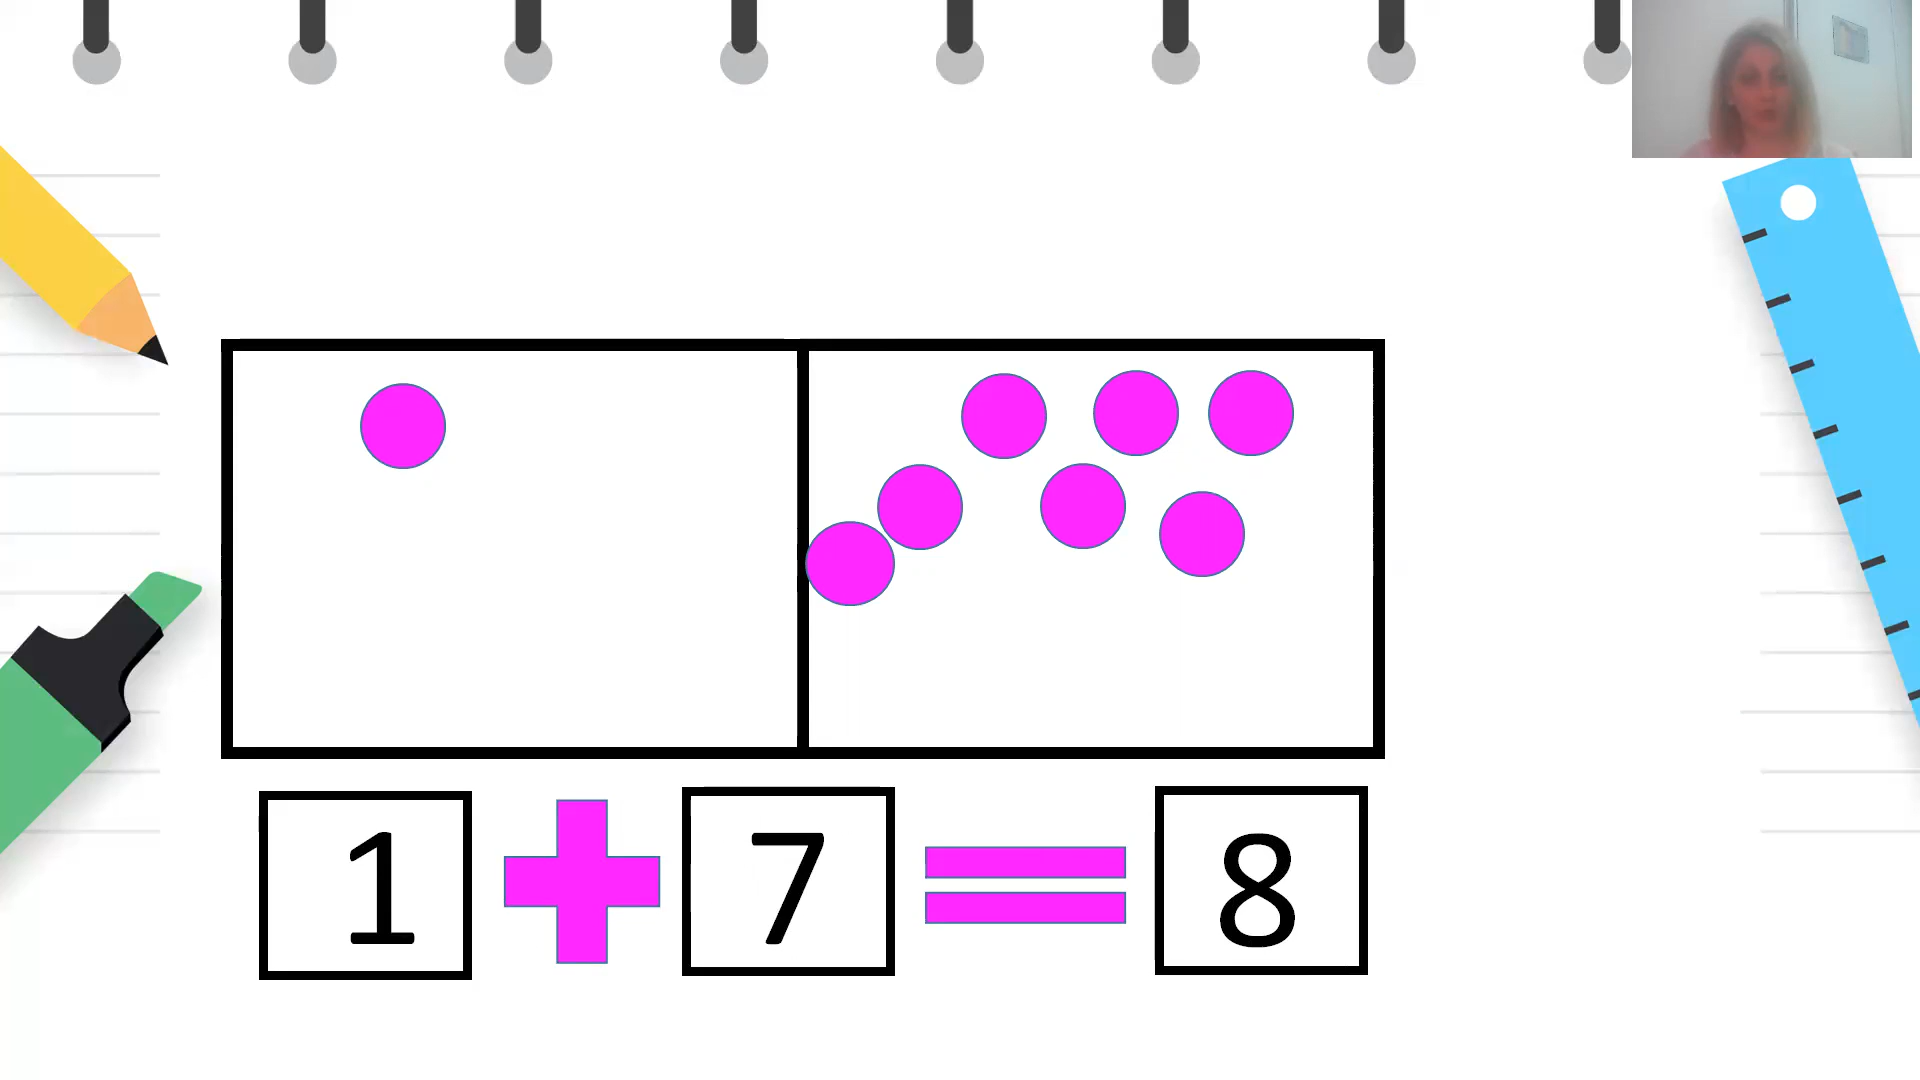 1 + 7 = 8